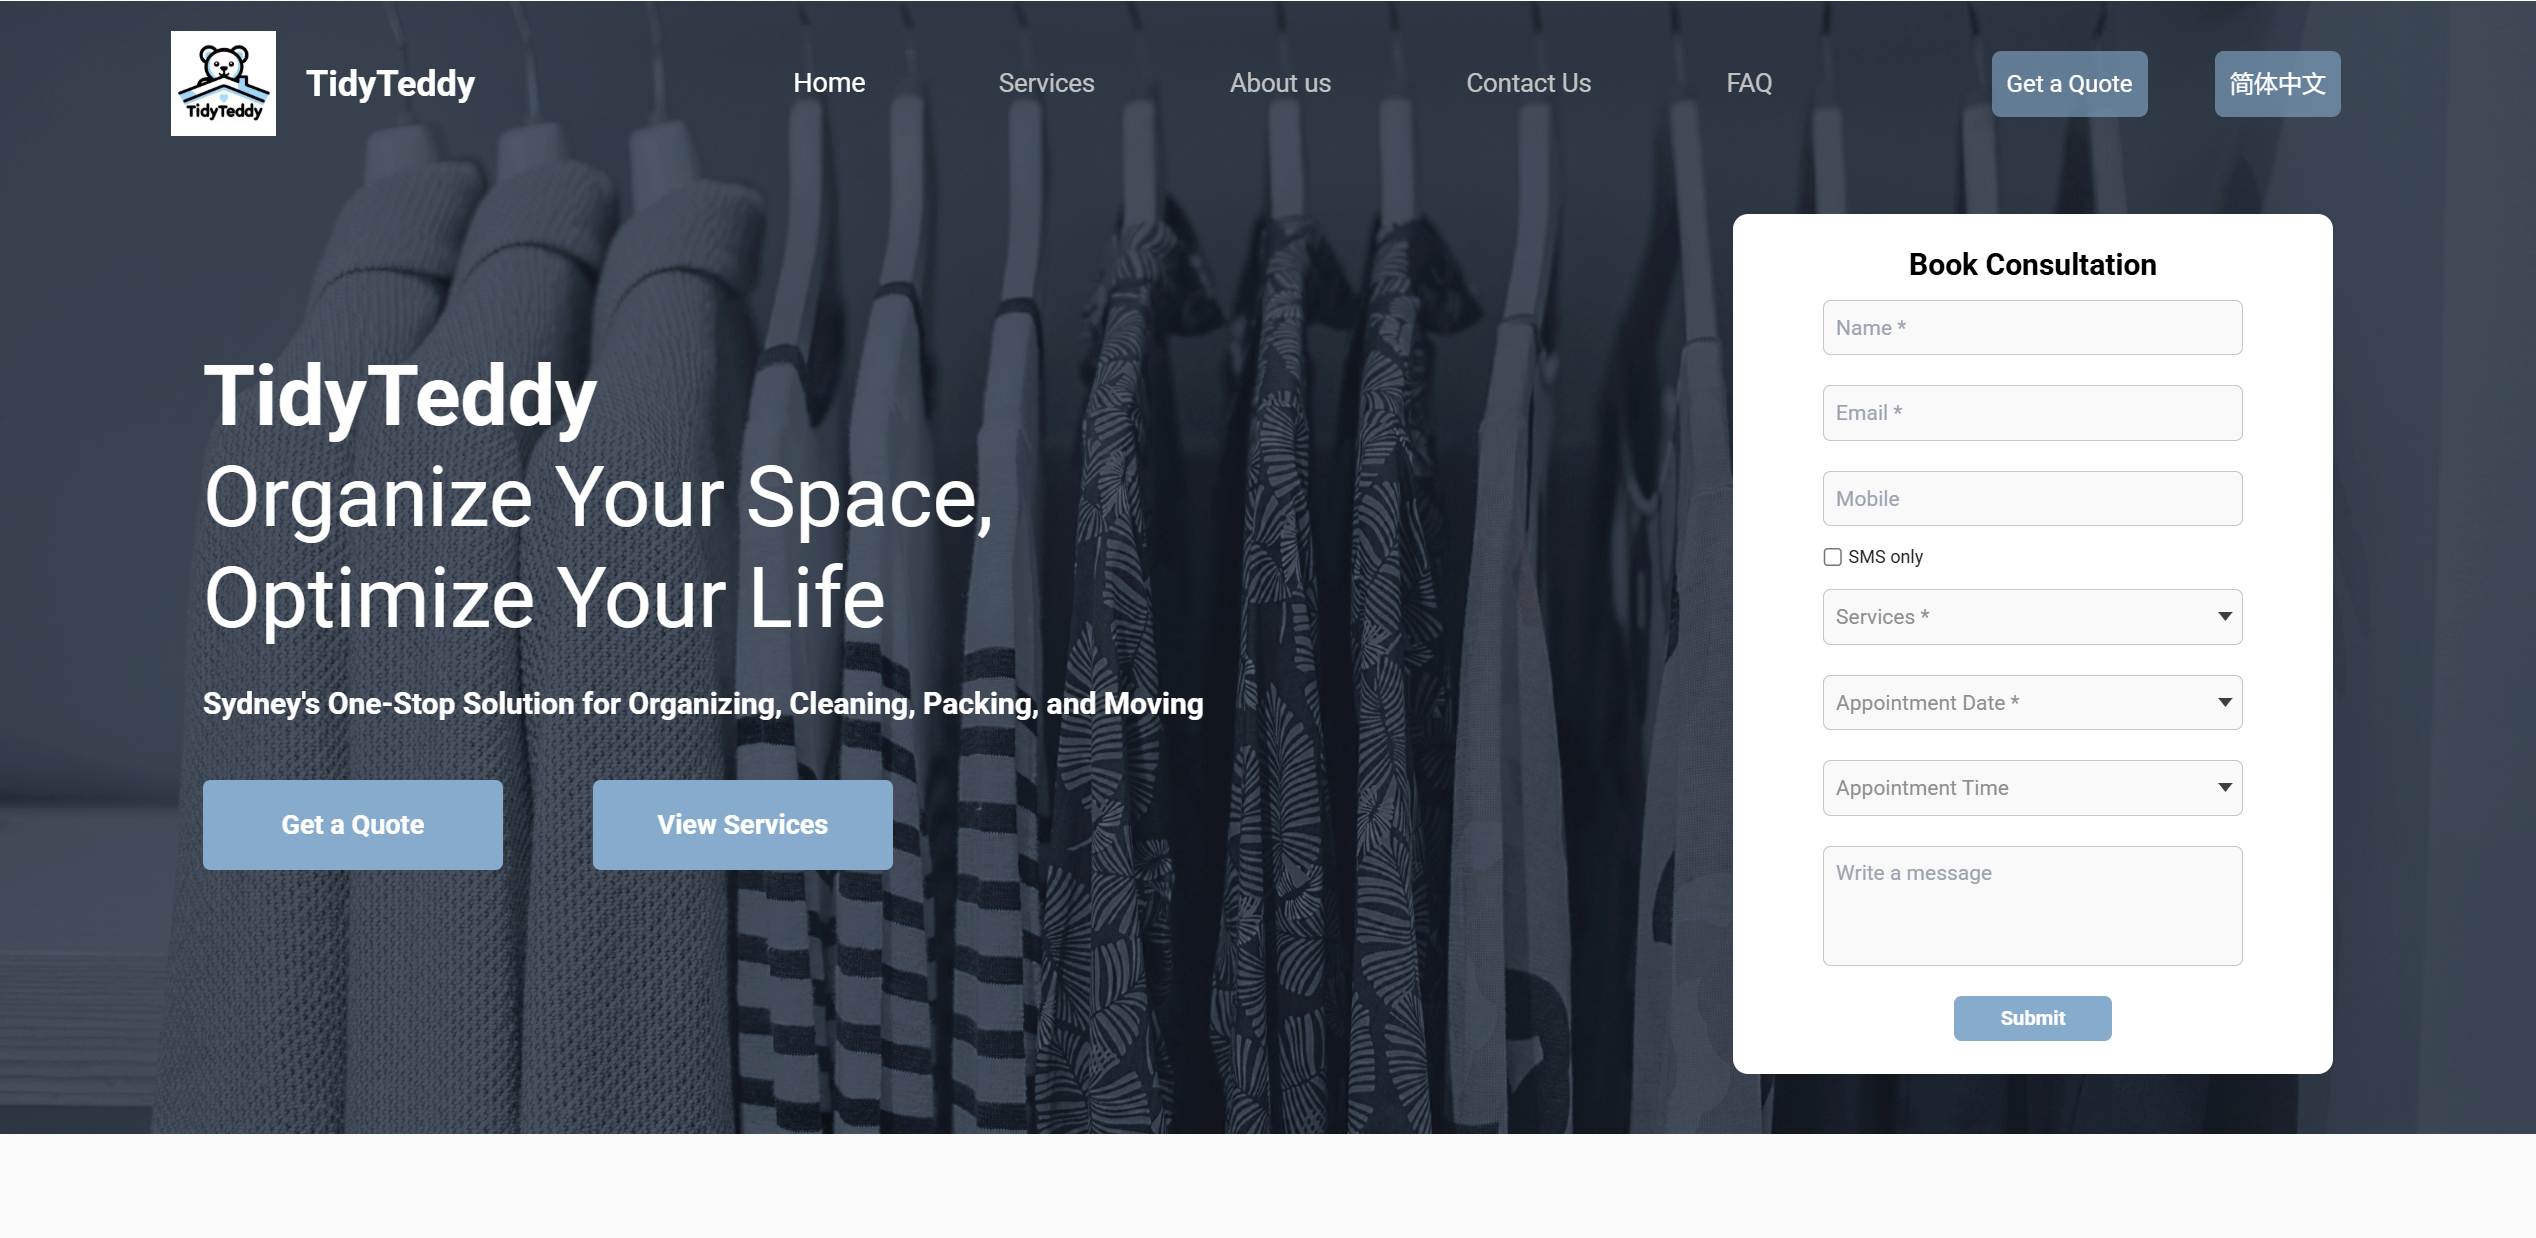 TidyTeddy
TidyTeddy
Home
Services
About us
Contact Us
FAQ
Get a Quote
简体中文
TidyTeddy
Organize Your Space,
Optimize Your Life
Sydney's One-Stop Solution for Organizing, Cleaning, Packing, and Moving
Get a Quote
View Services
Book Consultation
Name *
Email *
Mobile
SMS only
Services *
Appointment Date *
Appointment Time
Write a message
Submit